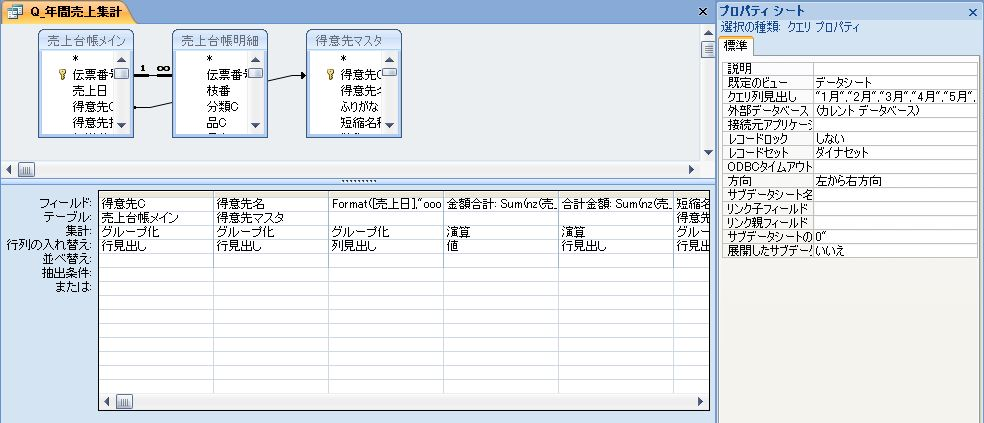 Q_年間売上集計
売上台帳メイン
*
伝票番号
売上日
得意先C
売上台帳明細
*
伝票番号
枝番
分類C
品C
得意先マスタ
*
得意先C
得意先名
ふりがな
短縮名称
1
∞
フィールド: 得意先C 得意先名 Format([売上日],"ooo 金額合計: Sum(nz(売_ 合計金額: Sum(nz(売_ 短縮名
テーブル: 売上台帳メイン 得意先マスタ 得意先
集計: グループ化 グループ化 グループ化 演算 演算 グループ
行列の入れ替え: 行見出し 行見出し 列見出し 値 行見出し 行見出し
並べ替え:
抽出条件:
または:
プロパティ シート
選択の種類: クエリ プロパティ
標準
説明
既定のビュー データシート
クエリ列見出し "1月","2月","3月","4月","5月",
外部データベース (カレント データベース)
接続元アプリケー
レコードロック しない
レコードセット ダイナセット
ODBCタイムアウト
方向 左から右方向
サブデータシート名
リンク子フィールド
リンク親フィールド
サブデータシートの 0"
展開したサブデー いいえ